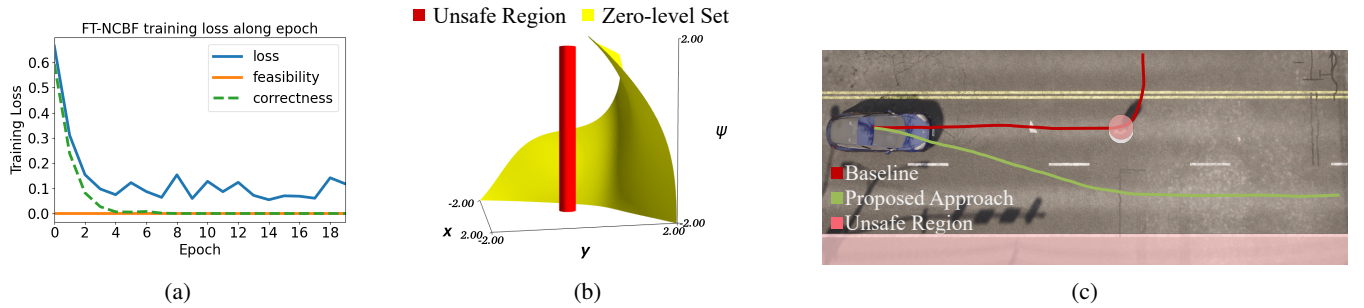 FT-NCBF training loss along epoch
Training Loss
0.6
0.5
0.4
0.3
0.2
0.1
0.0
loss
feasibility
correctness
0 2 4 6 8 10 12 14 16 18
Epoch
(a)
Unsafe Region Zero-level Set
2.00
ψ
-2.00
x
2.00
-2.00
y
2.00
-2.00
(b)
Baseline
Proposed Approach
Unsafe Region
(c)